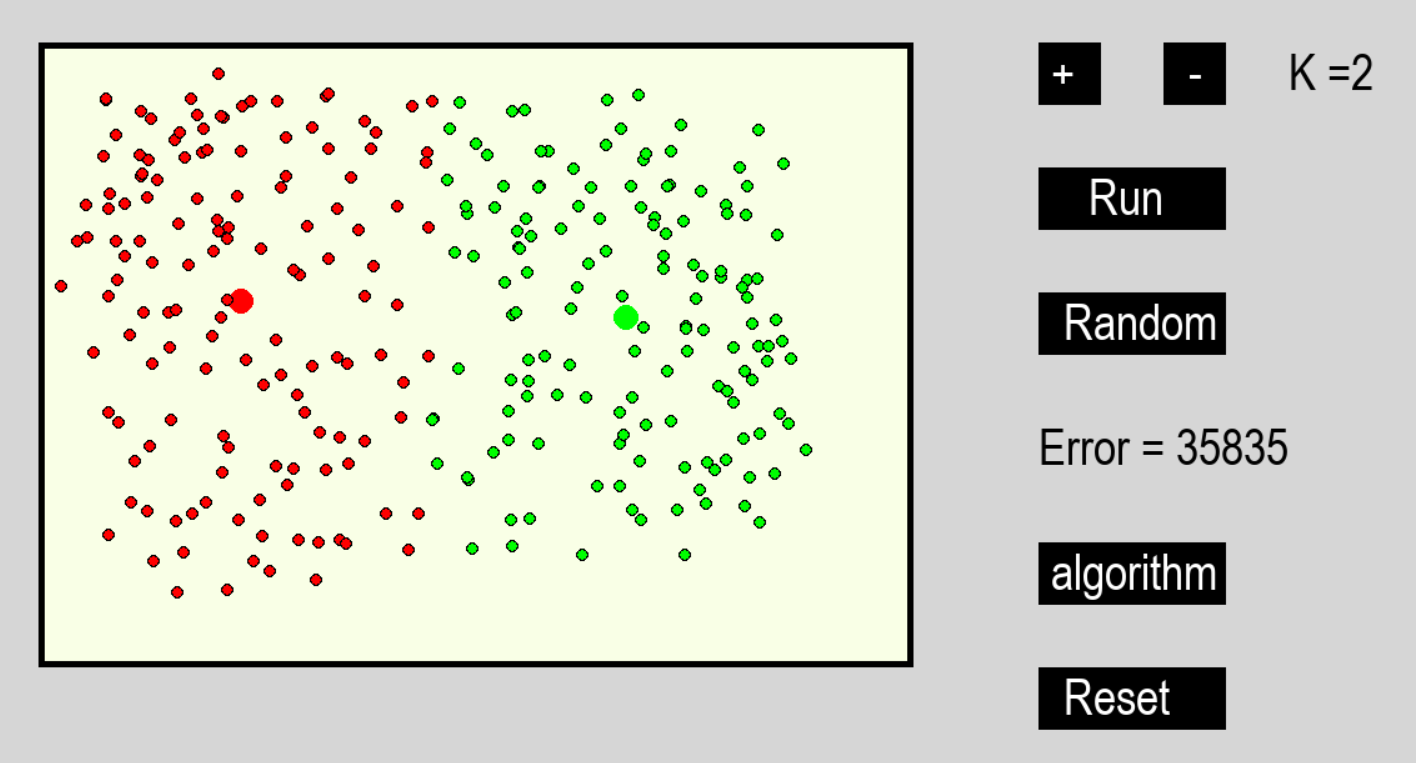 + - K =2
Run
Random
Error = 35835
algorithm
Reset